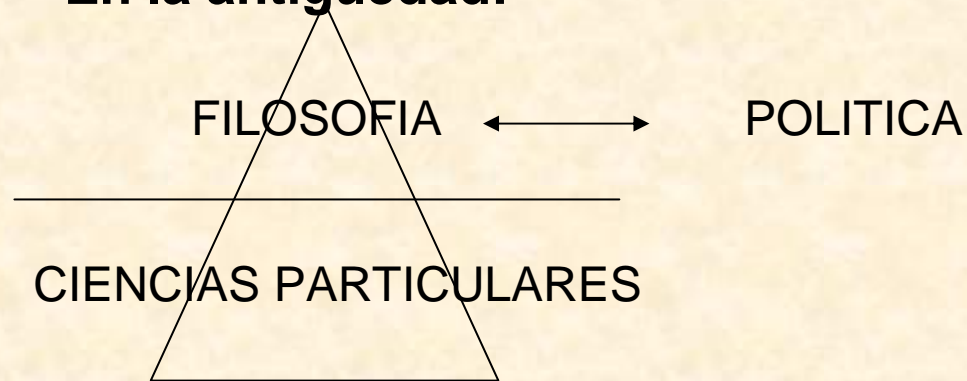 En la antigüedad:
FILOSOFIA POLITICA
CIENCIAS PARTICULARES